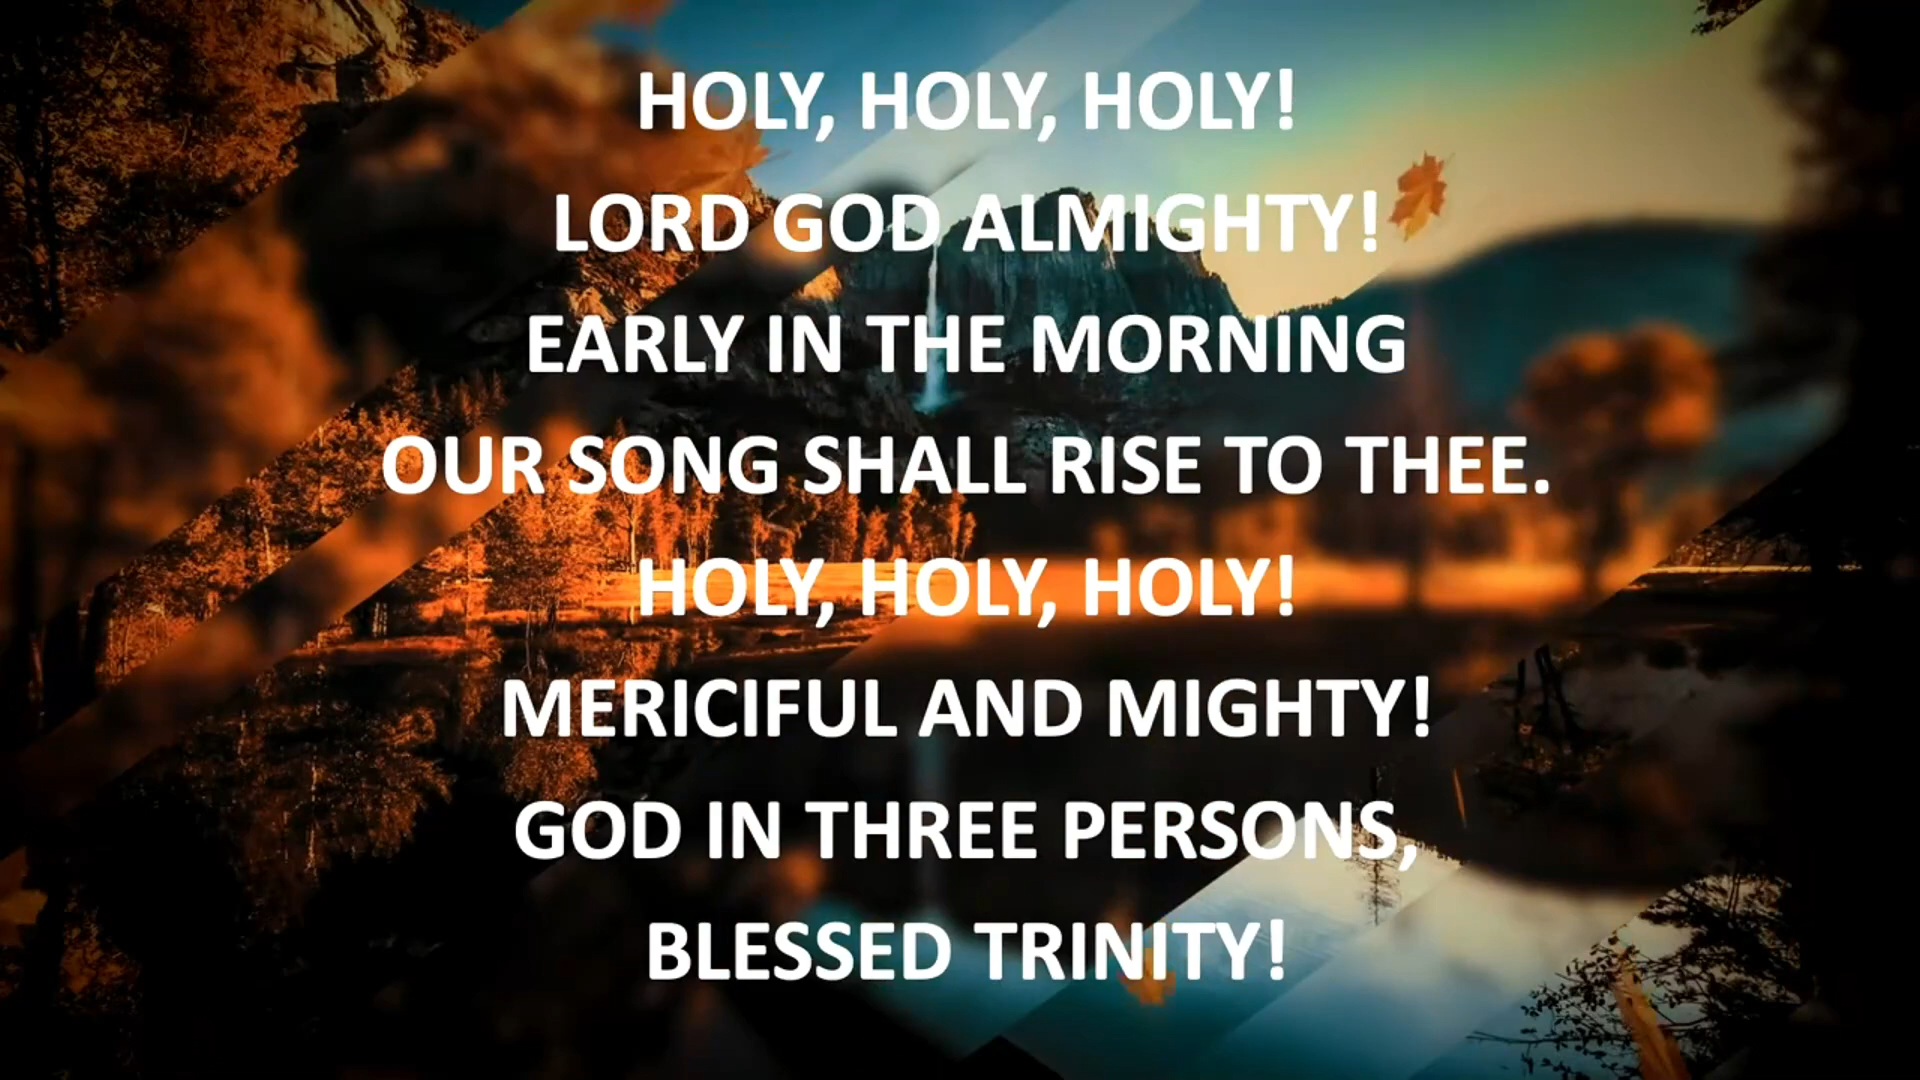 HOLY, HOLY, HOLY!
LORD GOD ALMIGHTY!
EARLY IN THE MORNING
OUR SONG SHALL RISE TO THEE.
HOLY, HOLY, HOLY!
MERICIFUL AND MIGHTY!
GOD IN THREE PERSONS,
BLESSED TRINITY!